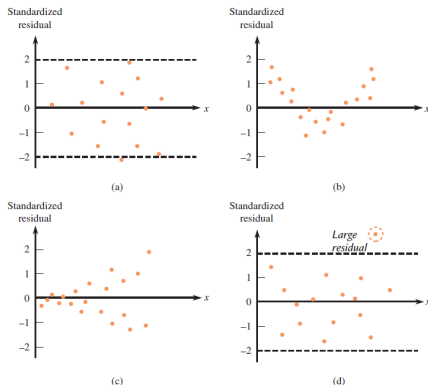 Standardized
residual
2
1
0
−1
−2
x
(a)
Standardized
residual
2
1
0
−1
−2
x
(b)
Standardized
residual
2
1
0
−1
−2
x
(c)
Standardized
residual
Large
residual
2
1
0
−1
−2
x
(d)